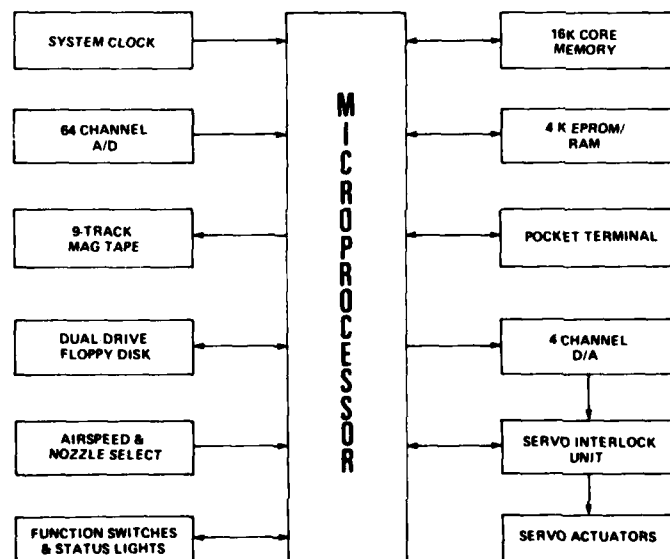 SYSTEM CLOCK
64 CHANNEL
A/D
9-TRACK
MAG TAPE
DUAL DRIVE
FLOPPY DISK
AIRSPEED &
NOZZLE SELECT
FUNCTION SWITCHES
& STATUS LIGHTS
MICROPROCESSOR
16K CORE
MEMORY
4 K EPROM/
RAM
POCKET TERMINAL
4 CHANNEL
D/A
SERVO INTERLOCK
UNIT
SERVO ACTUATORS